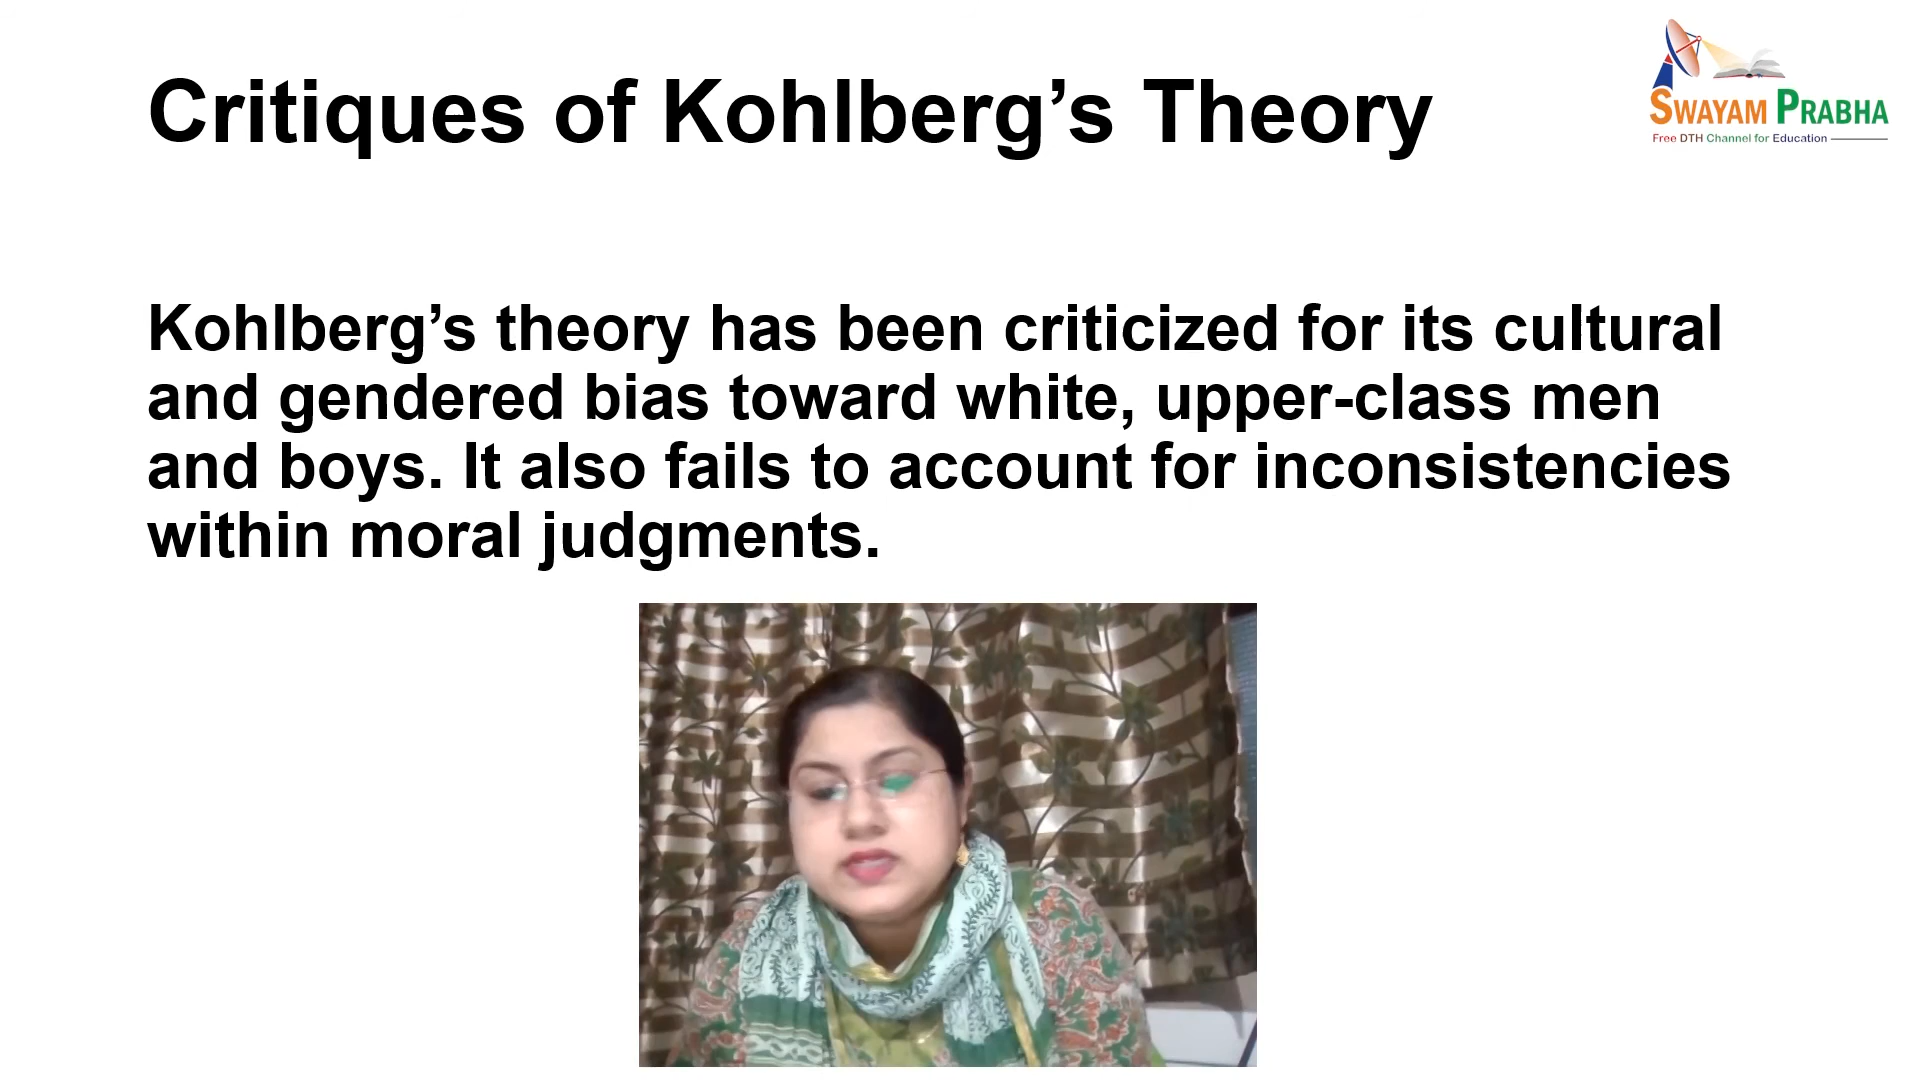 Critiques of Kohlberg’s Theory
SWAYAM PRABHA
Free DTH Channel for Education
Kohlberg’s theory has been criticized for its cultural
and gendered bias toward white, upper-class men
and boys. It also fails to account for inconsistencies
within moral judgments.